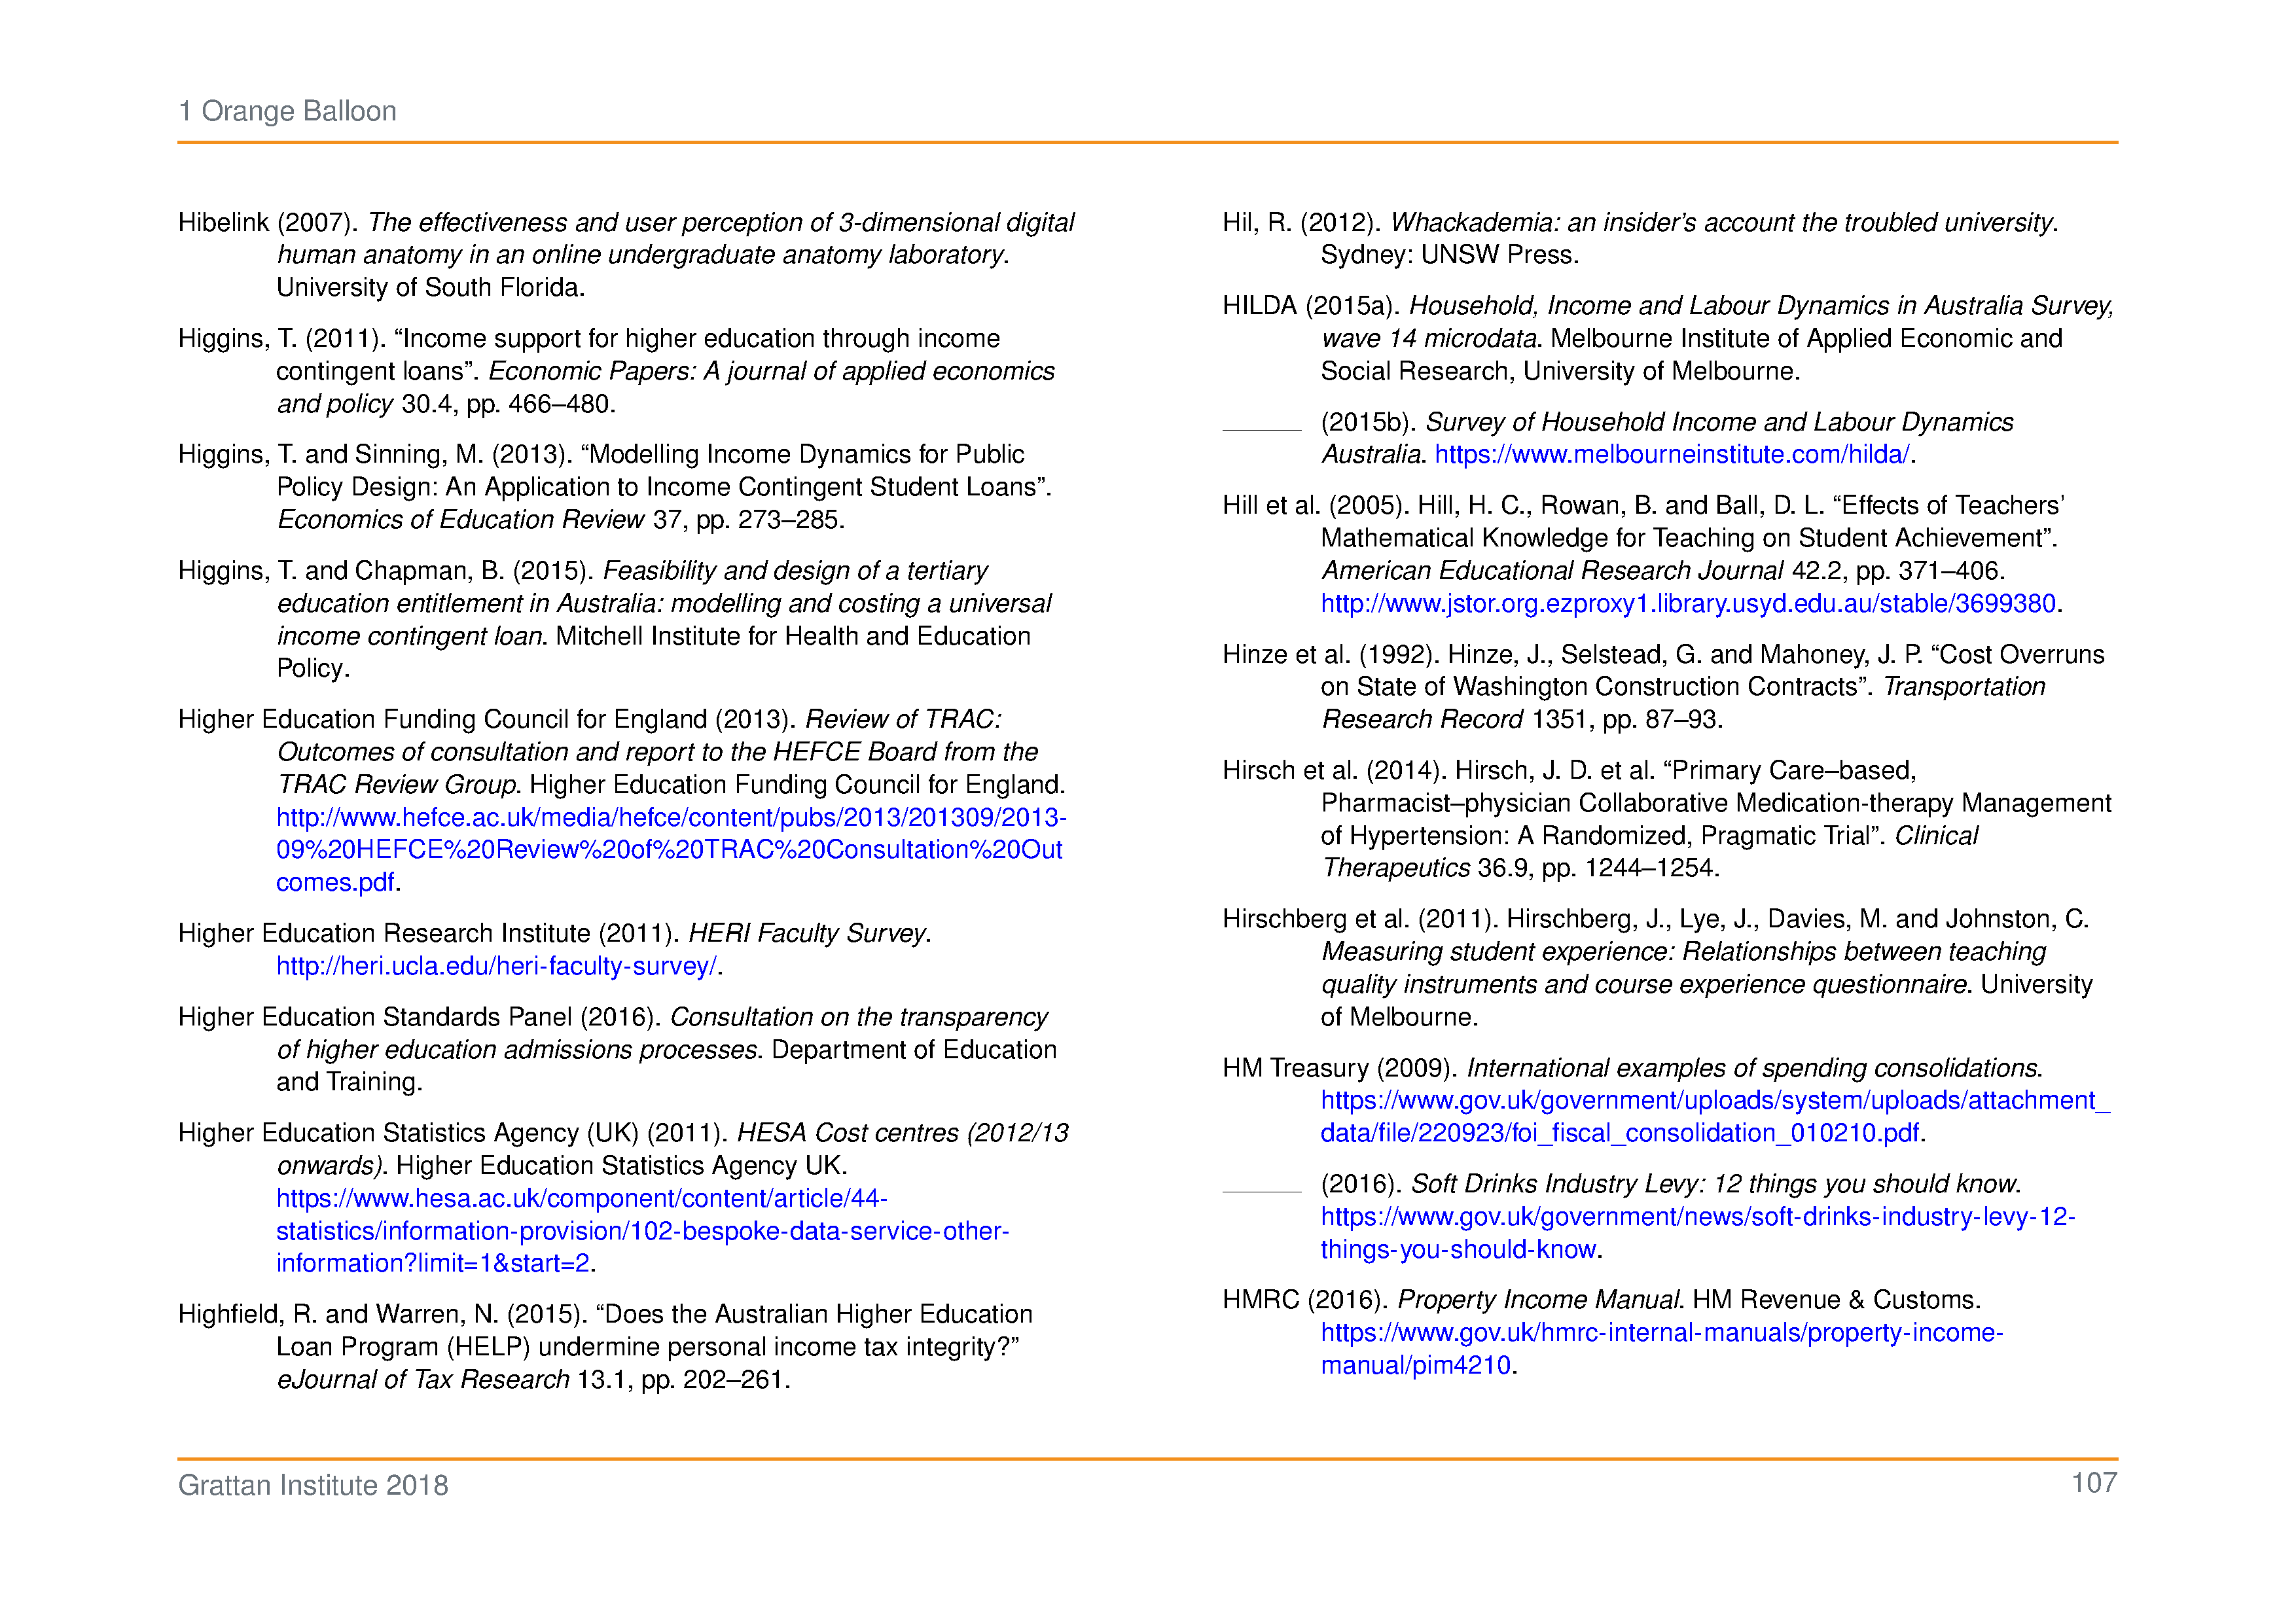 1 Orange Balloon
Hibelink (2007). The effectiveness and user perception of 3-dimensional digital
human anatomy in an online undergraduate anatomy laboratory.
University of South Florida.
Higgins, T. (2011). “Income support for higher education through income
contingent loans”. Economic Papers: A journal of applied economics
and policy 30.4, pp. 466–480.
Higgins, T. and Sinning, M. (2013). “Modelling Income Dynamics for Public
Policy Design: An Application to Income Contingent Student Loans”.
Economics of Education Review 37, pp. 273–285.
Higgins, T. and Chapman, B. (2015). Feasibility and design of a tertiary
education entitlement in Australia: modelling and costing a universal
income contingent loan. Mitchell Institute for Health and Education
Policy.
Higher Education Funding Council for England (2013). Review of TRAC:
Outcomes of consultation and report to the HEFCE Board from the
TRAC Review Group. Higher Education Funding Council for England.
http://www.hefce.ac.uk/media/hefce/content/pubs/2013/201309/2013-
09%20HEFCE%20Review%20of%20TRAC%20Consultation%20Out
comes.pdf.
Higher Education Research Institute (2011). HERI Faculty Survey.
http://heri.ucla.edu/heri-faculty-survey/.
Higher Education Standards Panel (2016). Consultation on the transparency
of higher education admissions processes. Department of Education
and Training.
Higher Education Statistics Agency (UK) (2011). HESA Cost centres (2012/13
onwards). Higher Education Statistics Agency UK.
https://www.hesa.ac.uk/component/content/article/44-
statistics/information-provision/102-bespoke-data-service-other-
information?limit=1&start=2.
Highfield, R. and Warren, N. (2015). “Does the Australian Higher Education
Loan Program (HELP) undermine personal income tax integrity?”
eJournal of Tax Research 13.1, pp. 202–261.
Hil, R. (2012). Whackademia: an insider’s account the troubled university.
Sydney: UNSW Press.
HILDA (2015a). Household, Income and Labour Dynamics in Australia Survey,
wave 14 microdata. Melbourne Institute of Applied Economic and
Social Research, University of Melbourne.
(2015b). Survey of Household Income and Labour Dynamics
Australia. https://www.melbourneinstitute.com/hilda/.
Hill et al. (2005). Hill, H. C., Rowan, B. and Ball, D. L. “Effects of Teachers’
Mathematical Knowledge for Teaching on Student Achievement”.
American Educational Research Journal 42.2, pp. 371–406.
http://www.jstor.org.ezproxy1.library.usyd.edu.au/stable/3699380.
Hinze et al. (1992). Hinze, J., Selstead, G. and Mahoney, J. P. “Cost Overruns
on State of Washington Construction Contracts”. Transportation
Research Record 1351, pp. 87–93.
Hirsch et al. (2014). Hirsch, J. D. et al. “Primary Care–based,
Pharmacist–physician Collaborative Medication-therapy Management
of Hypertension: A Randomized, Pragmatic Trial”. Clinical
Therapeutics 36.9, pp. 1244–1254.
Hirschberg et al. (2011). Hirschberg, J., Lye, J., Davies, M. and Johnston, C.
Measuring student experience: Relationships between teaching
quality instruments and course experience questionnaire. University
of Melbourne.
HM Treasury (2009). International examples of spending consolidations.
https://www.gov.uk/government/uploads/system/uploads/attachment_
data/file/220923/foi_fiscal_consolidation_010210.pdf.
(2016). Soft Drinks Industry Levy: 12 things you should know.
https://www.gov.uk/government/news/soft-drinks-industry-levy-12-
things-you-should-know.
HMRC (2016). Property Income Manual. HM Revenue & Customs.
https://www.gov.uk/hmrc-internal-manuals/property-income-
manual/pim4210.
Grattan Institute 2018
107